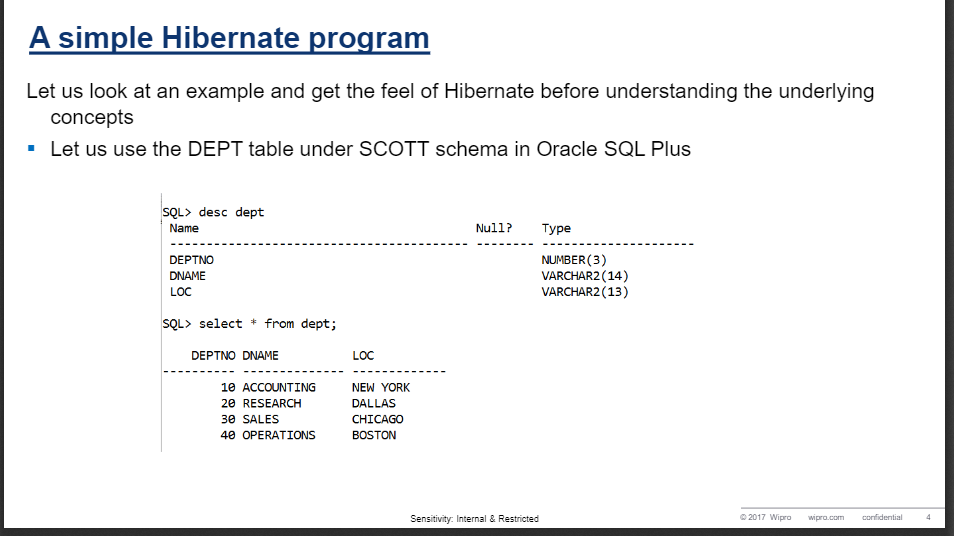 A simple Hibernate program
Let us look at an example and get the feel of Hibernate before understanding the underlying
concepts
▪ Let us use the DEPT table under SCOTT schema in Oracle SQL Plus
SQL> desc dept
Name Null? Type
----------------------------------------- -------- ---------------------
DEPTNO NUMBER(3)
DNAME VARCHAR2(14)
LOC VARCHAR2(13)
SQL> select * from dept;
DEPTNO DNAME LOC
---------- -------------- -------------
10 ACCOUNTING NEW YORK
20 RESEARCH DALLAS
30 SALES CHICAGO
40 OPERATIONS BOSTON
Sensitivity: Internal & Restricted
© 2017 Wipro wipro.com confidential 4